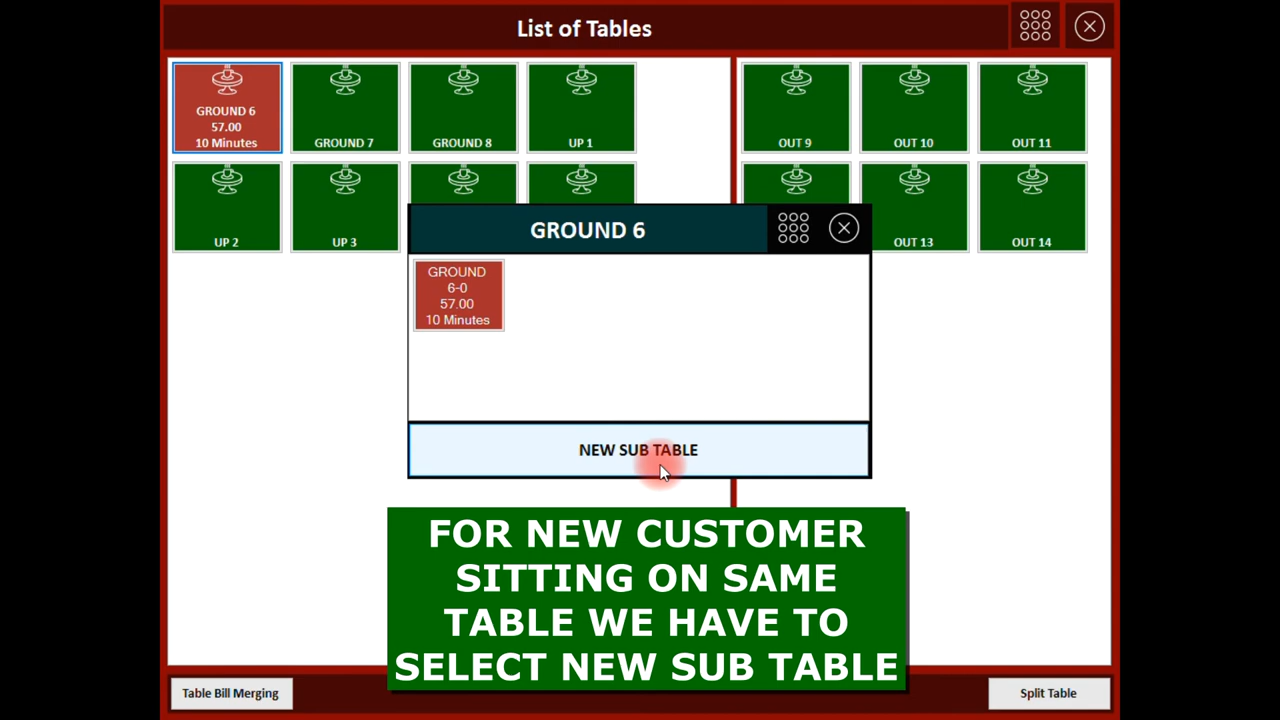 List of Tables
GROUND 6
57.00
10 Minutes
GROUND 7
GROUND 8
UP 1
OUT 9
OUT 10
OUT 11
UP 2
UP 3
OUT 13
OUT 14
GROUND 6
GROUND
6-0
57.00
10 Minutes
NEW SUB TABLE
FOR NEW CUSTOMER
SITTING ON SAME
TABLE WE HAVE TO
SELECT NEW SUB TABLE
Table Bill Merging
Split Table